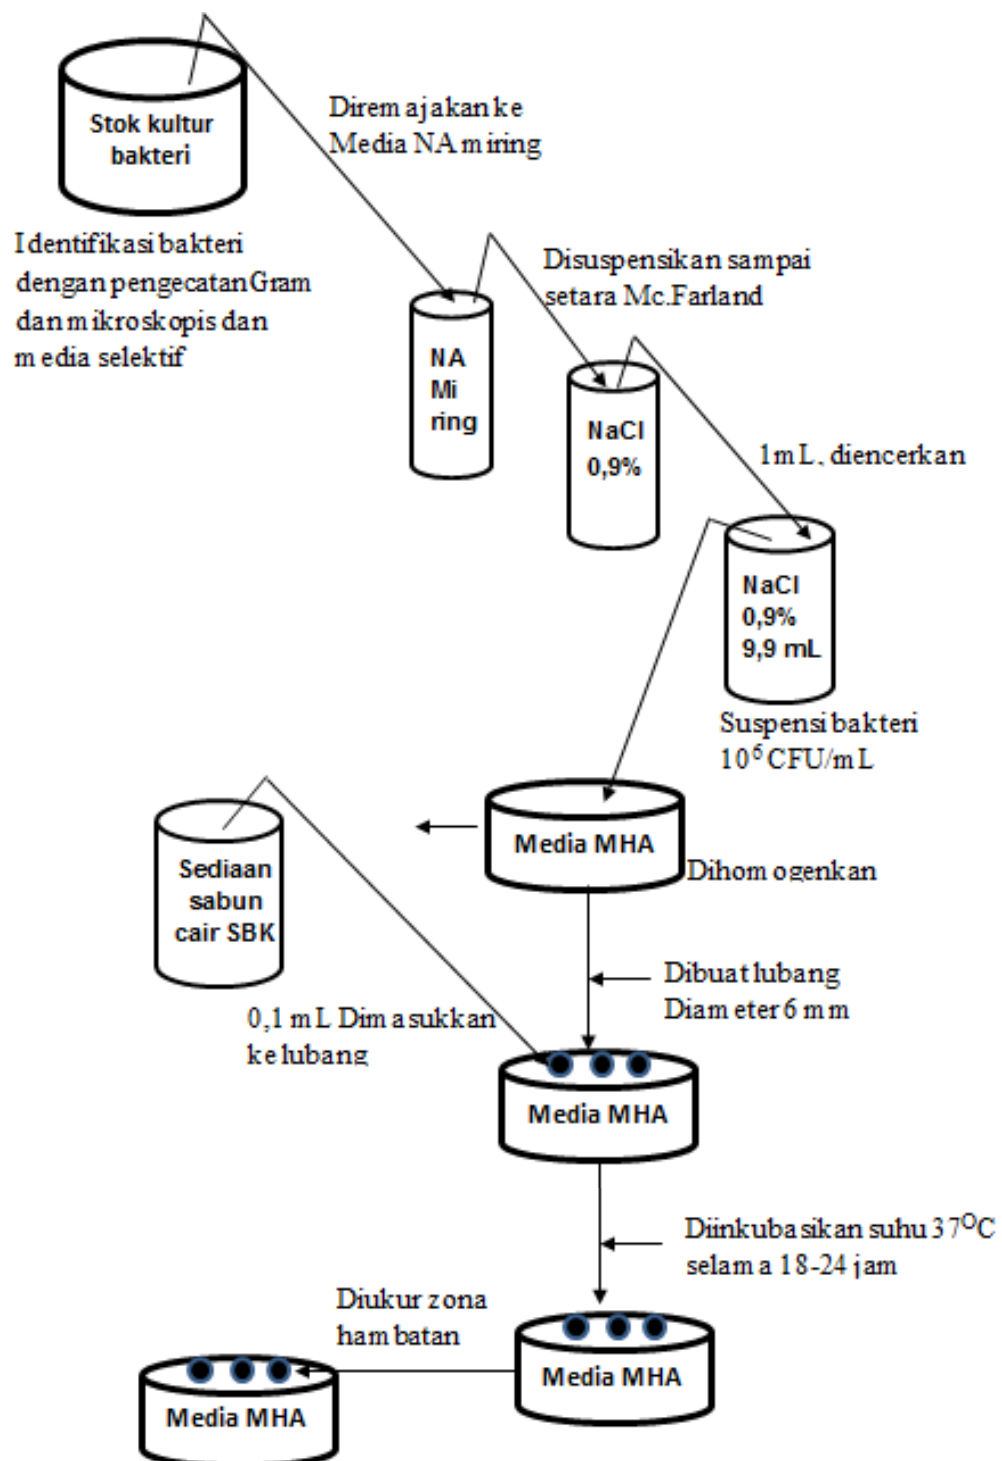 Stok kultur
bakteri
Diremajakan ke
Media NA miring
Identifikasi bakteri
dengan pengecatan Gram
dan mikroskopis dan
media selektif
NA
Mi
ring
Disuspensikan sampai
setara Mc.Farland
NaCl
0,9%
1mL, diencerkan
NaCl
0,9%
9,9 mL
Suspensi bakteri
10⁶ CFU/mL
Media MHA
Dihomogenkan
Sediaan
sabun
cair SBK
Dibuat lubang
Diameter 6 mm
0,1 mL Dimasukkan
ke lubang
Media MHA
Diinkubasikan suhu 37°C
selama 18-24 jam
Media MHA
Diukur zona
hambatan
Media MHA